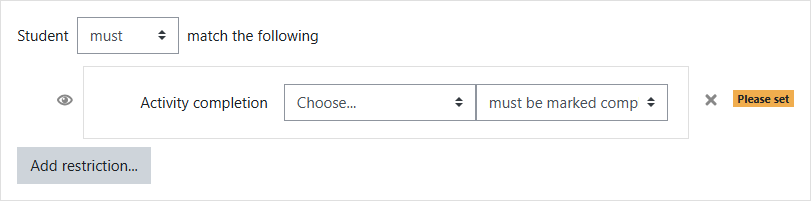 Student must match the following
Activity completion Choose... must be marked comp Please set
Add restriction...